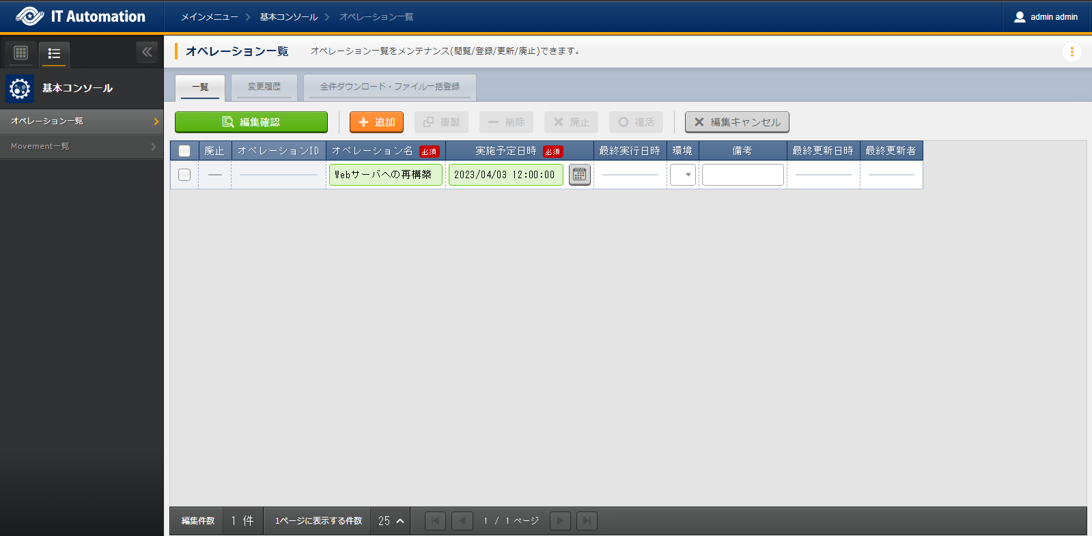 IT Automation
メインメニュー 基本コンソール オペレーション一覧
admin admin
基本コンソール
オペレーション一覧
Movement一覧
オペレーション一覧 オペレーション一覧をメンテナンス(閲覧/登録/更新/廃止)できます。
一覧 変更履歴 全件ダウンロード・ファイル一括登録
編集確認 追加 複製 削除 廃止 復活 編集キャンセル
廃止 オペレーションID オペレーション名 必須 実施予定日時 必須 最終実行日時 環境 備考 最終更新日時 最終更新者
Webサーバへの再構築 2023/04/03 12:00:00
編集件数 1 件 1ページに表示する件数 25 1 / 1 ページ